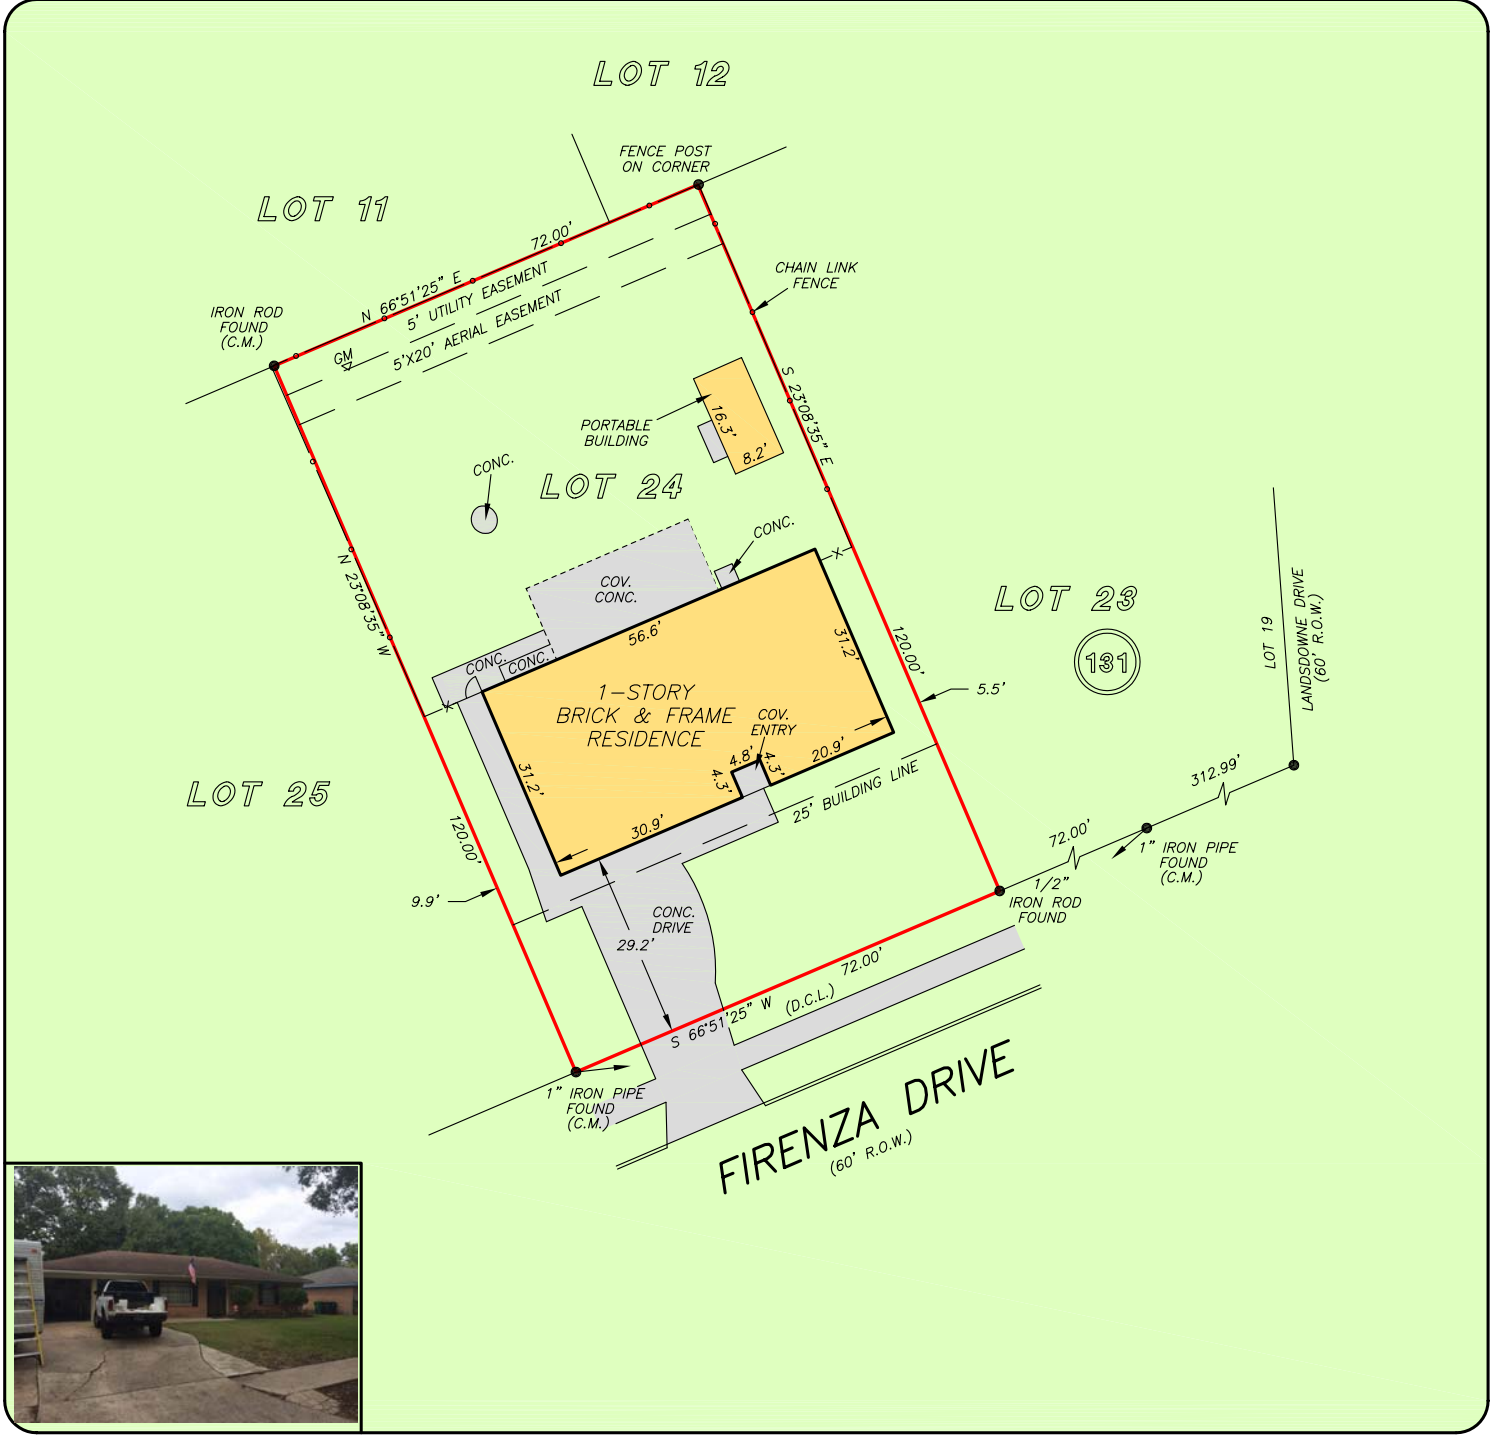 LOT 12
FENCE POST
ON CORNER
LOT 11
72.00'
N 66°51'25" E
5' UTILITY EASEMENT
5'X20' AERIAL EASEMENT
GM
IRON ROD
FOUND
(C.M.)
CHAIN LINK
FENCE
S 23°08'35" E
PORTABLE
BUILDING
16.3'
8.2'
CONC.
LOT 24
CONC.
COV.
CONC.
N 23°08'35" W
56.6'
31.2'
120.00'
LOT 23
131
LOT 19
LANSDOWNE DRIVE
(60' R.O.W.)
CONC.
CONC.
1-STORY
BRICK & FRAME
RESIDENCE
5.5'
COV.
ENTRY
4.8'
4.3'
4.3'
20.9'
31.2'
LOT 25
25' BUILDING LINE
312.99'
30.9'
120.00'
72.00'
1" IRON PIPE
FOUND
(C.M.)
9.9'
1/2"
IRON ROD
FOUND
CONC.
DRIVE
29.2'
72.00'
S 66°51'25" W
(D.C.L.)
1" IRON PIPE
FOUND
(C.M.)
FIRENZA DRIVE
(60' R.O.W.)